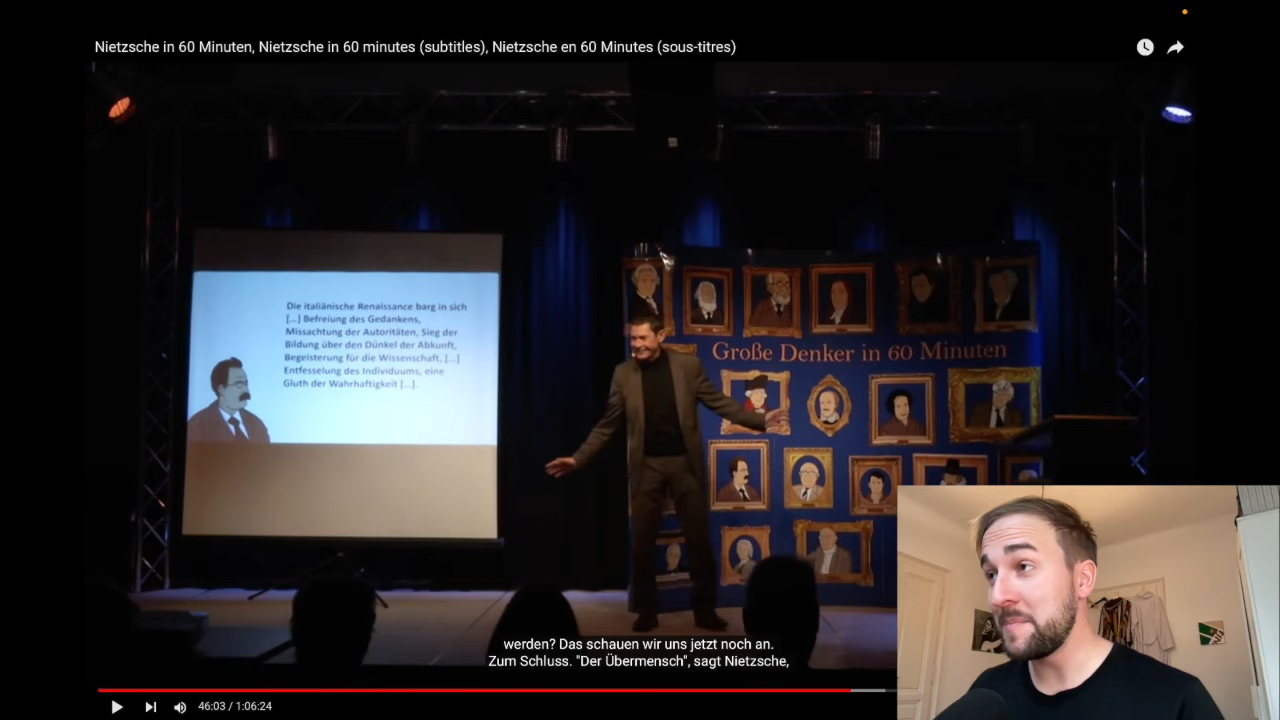 Nietzsche in 60 Minuten, Nietzsche in 60 minutes (subtitles), Nietzsche en 60 Minutes (sous-titres)
Die italiänische Renaissance barg in sich
[...] Befreiung des Gedankens,
Missachtung der Autoritäten, Sieg der
Bildung über den Dünkel der Abkunft,
Begeisterung für die Wissenschaft, [...]
Entfesselung des Individuums, eine
Gluth der Wahrhaftigkeit [...].
Große Denker in 60 Minuten
werden? Das schauen wir uns jetzt noch an.
Zum Schluss. "Der Übermensch", sagt Nietzsche,
46:03 / 1:06:24